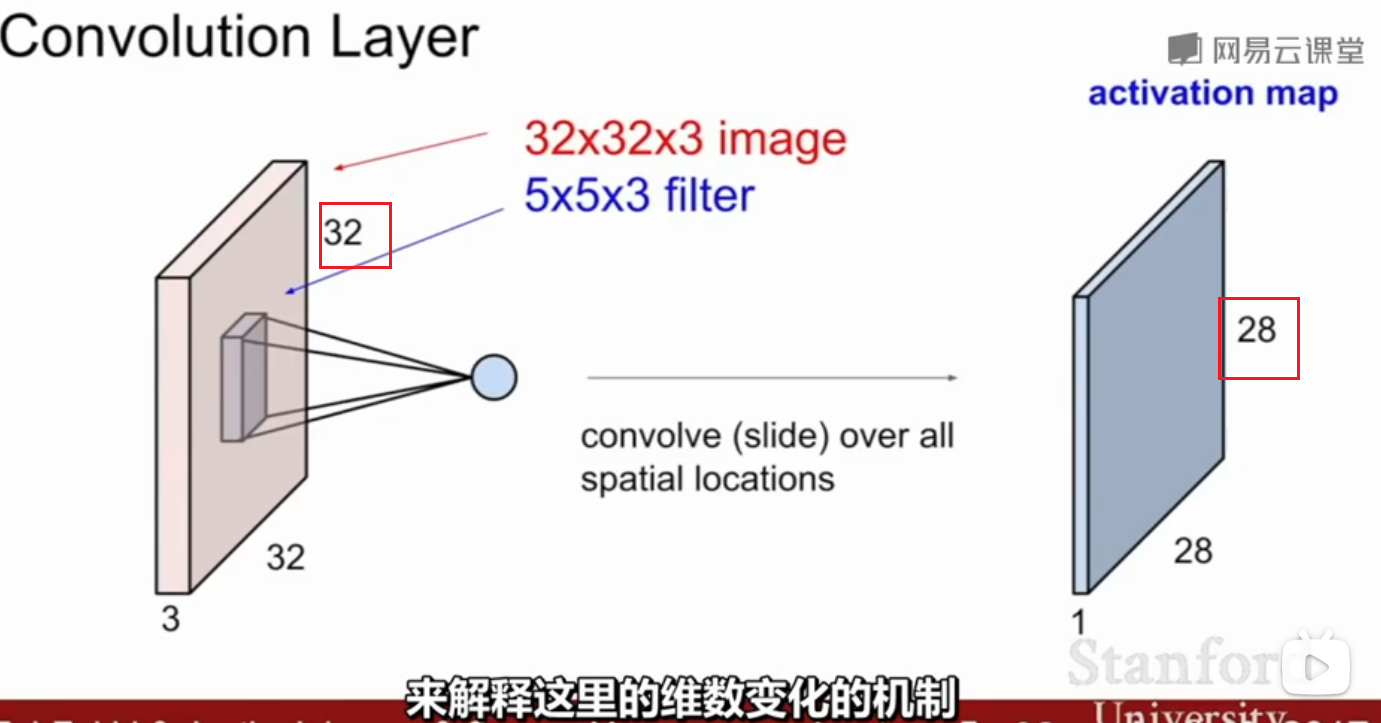 Convolution Layer
网易云课堂
activation map
32x32x3 image
5x5x3 filter
32
28
convolve (slide) over all
spatial locations
32
28
3
1
Stanford
来解释这里的维数变化的机制
University